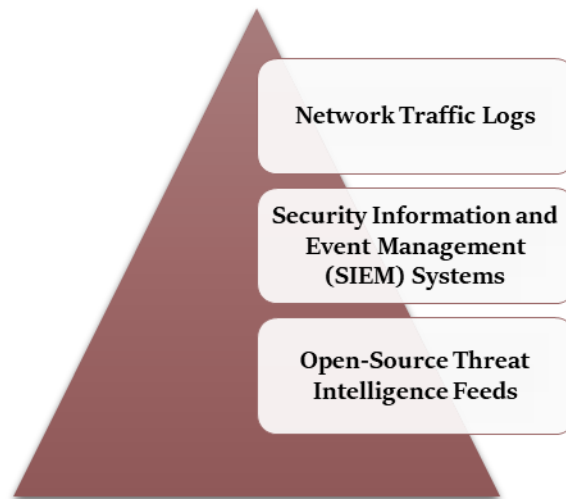 Network Traffic Logs
Security Information and
Event Management
(SIEM) Systems
Open-Source Threat
Intelligence Feeds